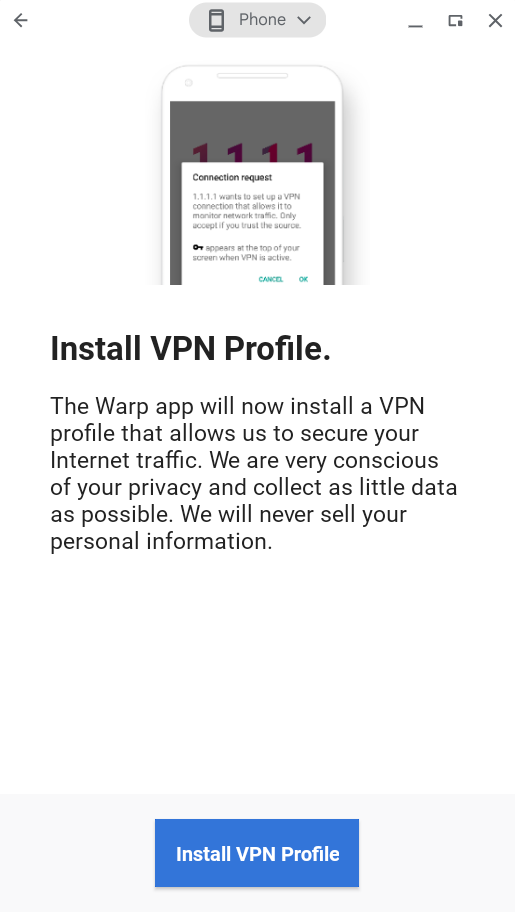 Phone
1.1.1.1
Connection request
1.1.1.1 wants to set up a VPN
connection that allows it to
monitor network traffic. Only
accept if you trust the source.
appears at the top of your
screen when VPN is active.
CANCEL OK
Install VPN Profile.
The Warp app will now install a VPN
profile that allows us to secure your
Internet traffic. We are very conscious
of your privacy and collect as little data
as possible. We will never sell your
personal information.
Install VPN Profile